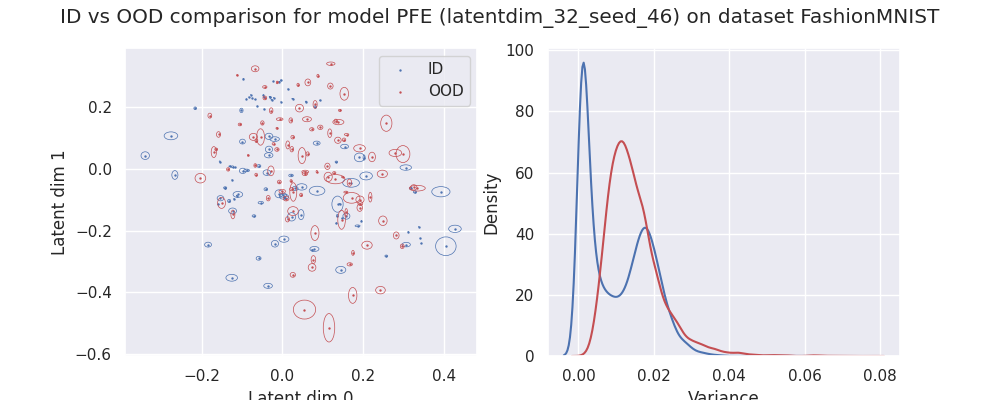 ID vs OOD comparison for model PFE (latentdim_32_seed_46) on dataset FashionMNIST
ID
OOD
Latent dim 1
0.2
0.0
−0.2
−0.4
−0.6
−0.2
0.0
0.2
0.4
Latent dim 0
Density
100
80
60
40
20
0
0.00
0.02
0.04
0.06
0.08
Variance